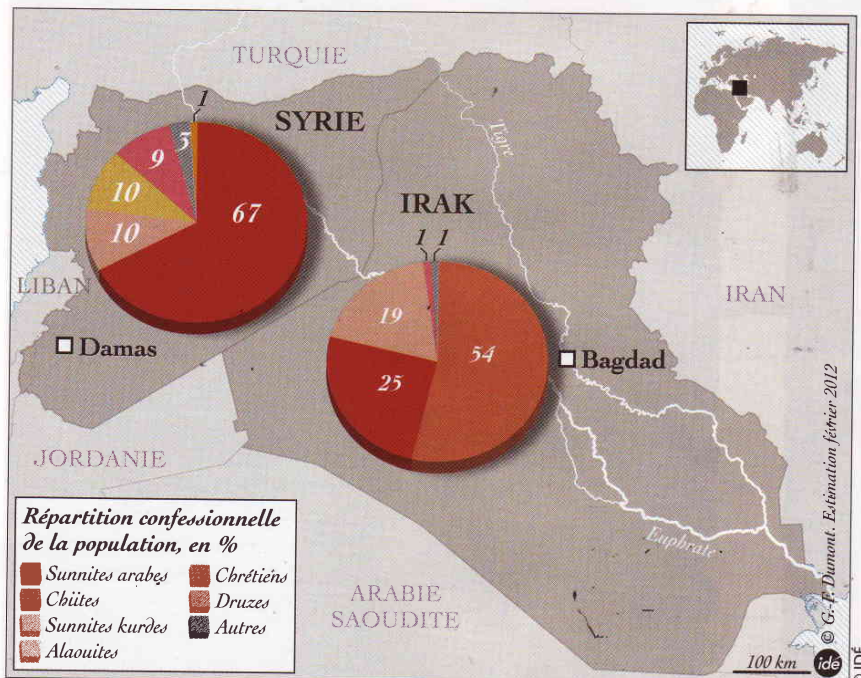 TURQUIE
SYRIE
1
3
9
10
10
67
Tigre
IRAK
1 1
19
54
25
LIBAN
IRAN
Damas
Bagdad
JORDANIE
Répartition confessionnelle
de la population, en %
Sunnites arabes
Chiites
Sunnites kurdes
Alaouites
Chrétiens
Druzes
Autres
Euphrate
ARABIE
SAOUDITE
100 km
idé
© G.-F. Dumont. Estimation février 2012
IDÉ